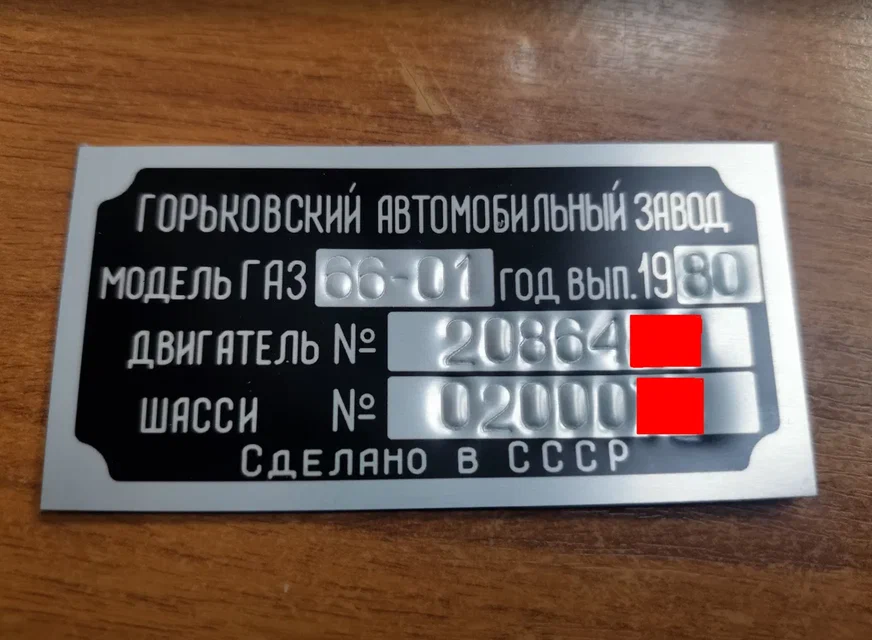 ГОРЬКОВСКИЙ АВТОМОБИЛЬНЫЙ ЗАВОД
МОДЕЛЬ ГАЗ 66-01 ГОД ВЫП. 1980
ДВИГАТЕЛЬ № 20864
ШАССИ № 02000
СДЕЛАНО В СССР